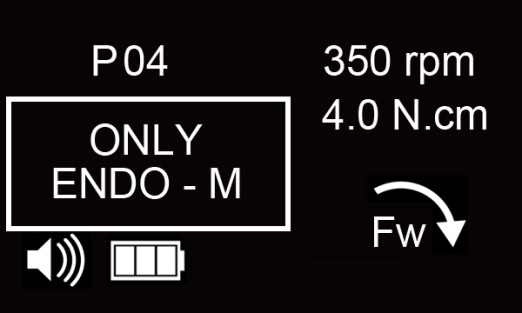 P04
350 rpm
4.0 N.cm
ONLY
ENDO - M
Fw